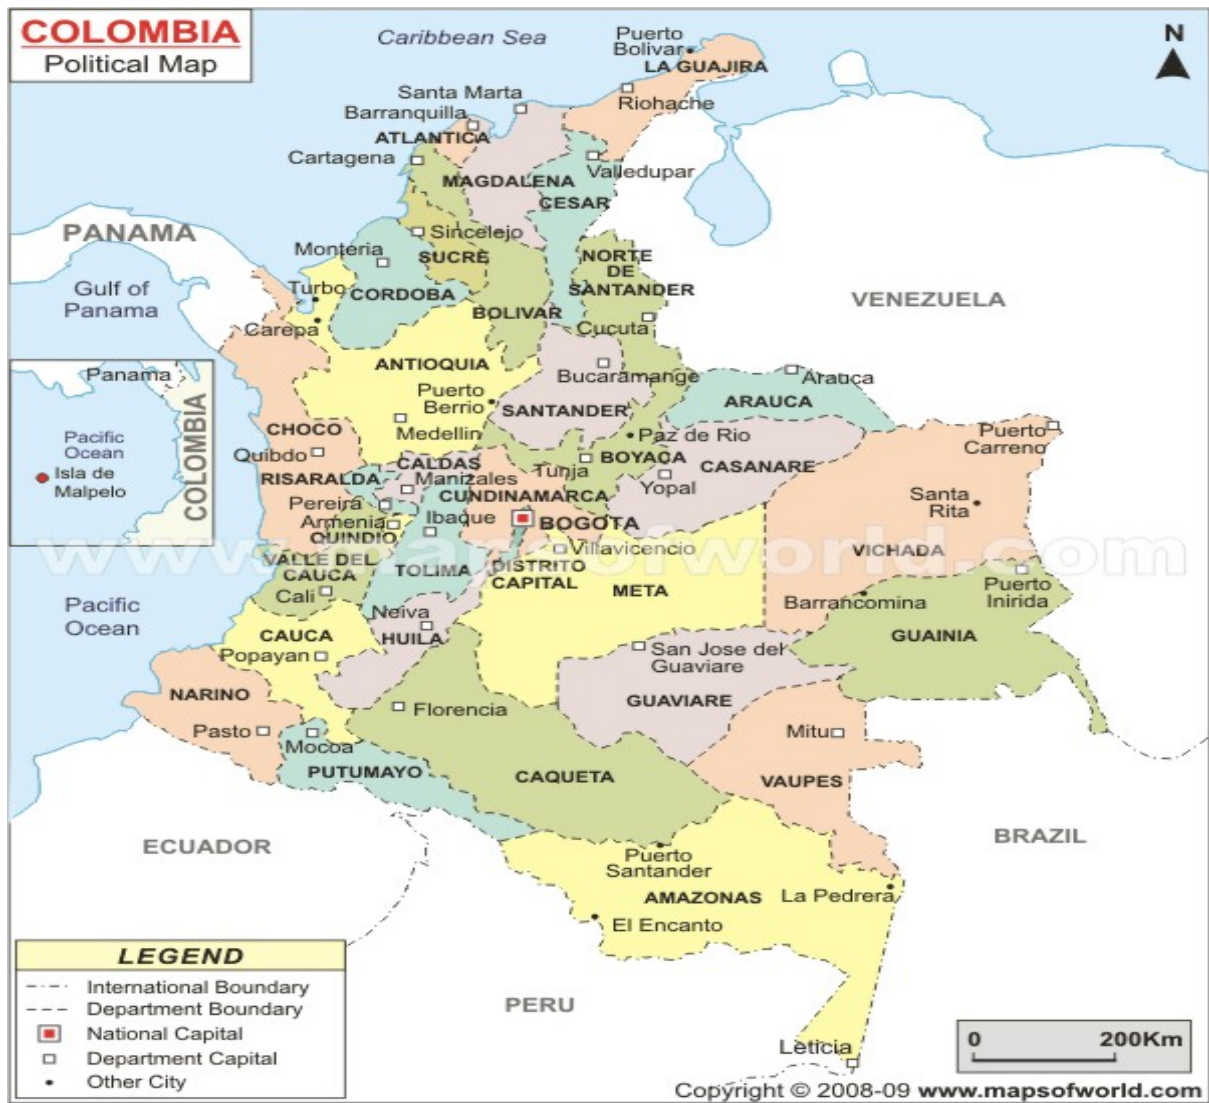 COLOMBIA
Political Map
Caribbean Sea
N
Puerto
Bolivar
LA GUAJIRA
Santa Marta
Riohache
Barranquilla
ATLANTICA
Cartagena
Valledupar
MAGDALENA
CESAR
PANAMA
Sincelejo
Monteria
SUCRE
NORTE
DE
SANTANDER
Gulf of
Panama
Turbo
CORDOBA
VENEZUELA
BOLIVAR
Carepa
Cucuta
ANTIOQUIA
Panama
Bucaramange
Arauca
Puerto
Berrio
SANTANDER
ARAUCA
COLOMBIA
CHOCO
Medellin
Paz de Rio
Puerto
Carreno
Pacific
Ocean
Quibdo
CALDAS
Tunja
BOYACA
CASANARE
Isla de
Malpelo
RISARALDA
Manizales
Yopal
CUNDINAMARCA
Santa
Rita
Pereira
Armenia
Ibaque
BOGOTA
QUINDIO
www.mapsofworld.com
Villavicencio
VICHADA
VALLE DEL
CAUCA
TOLIMA
DISTRITO
CAPITAL
META
Puerto
Inirida
Cali
Barrancomina
Pacific
Ocean
Neiva
CAUCA
HUILA
GUAINIA
Popayan
San Jose del
Guaviare
NARINO
GUAVIARE
Florencia
Pasto
Mocoa
Mitu
PUTUMAYO
CAQUETA
VAUPES
ECUADOR
BRAZIL
Puerto
Santander
AMAZONAS
La Pedrera
El Encanto
LEGEND
International Boundary
Department Boundary
National Capital
Department Capital
Other City
PERU
0 200Km
Leticia
Copyright © 2008-09 www.mapsofworld.com